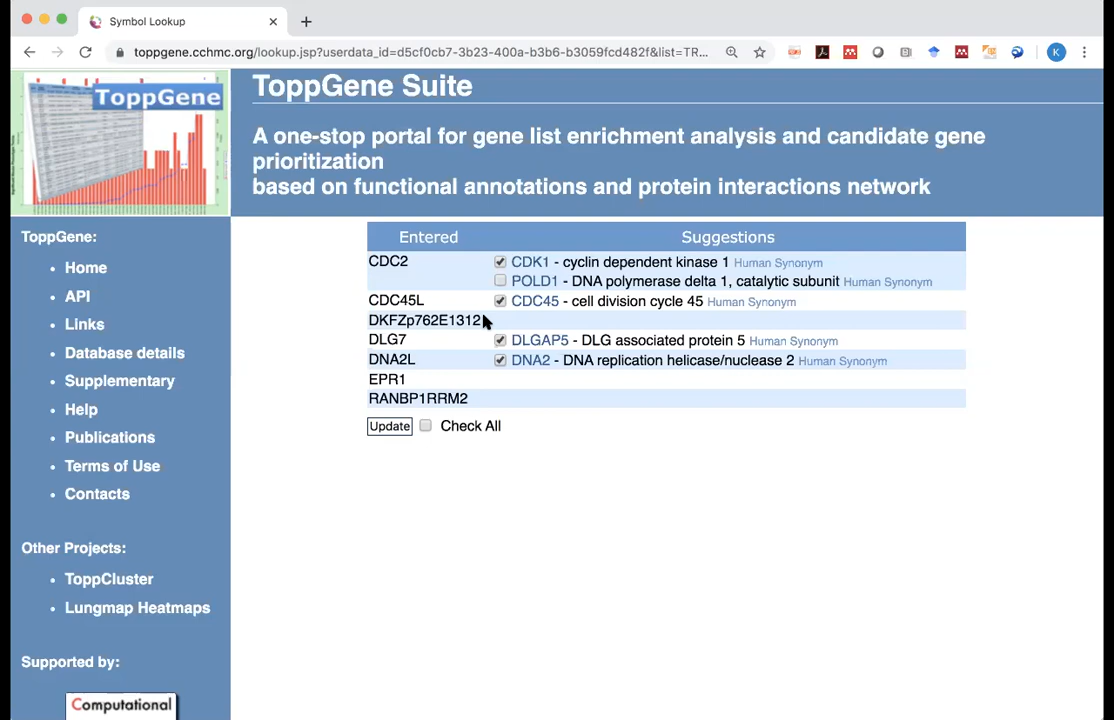 Symbol Lookup
toppgene.cchmc.org/lookup.jsp?userdata_id=d5cf0cb7-3b23-400a-b3b6-b3059fcd482f&list=TR...
K
ToppGene
ToppGene Suite
A one-stop portal for gene list enrichment analysis and candidate gene
prioritization
based on functional annotations and protein interactions network
ToppGene:
Home
API
Links
Database details
Supplementary
Help
Publications
Terms of Use
Contacts
Other Projects:
ToppCluster
Lungmap Heatmaps
Supported by:
Computational
Entered Suggestions
CDC2 CDK1 - cyclin dependent kinase 1 Human Synonym
POLD1 - DNA polymerase delta 1, catalytic subunit Human Synonym
CDC45L CDC45 - cell division cycle 45 Human Synonym
DKFZp762E1312
DLG7 DLGAP5 - DLG associated protein 5 Human Synonym
DNA2L DNA2 - DNA replication helicase/nuclease 2 Human Synonym
EPR1
RANBP1RRM2
Update Check All